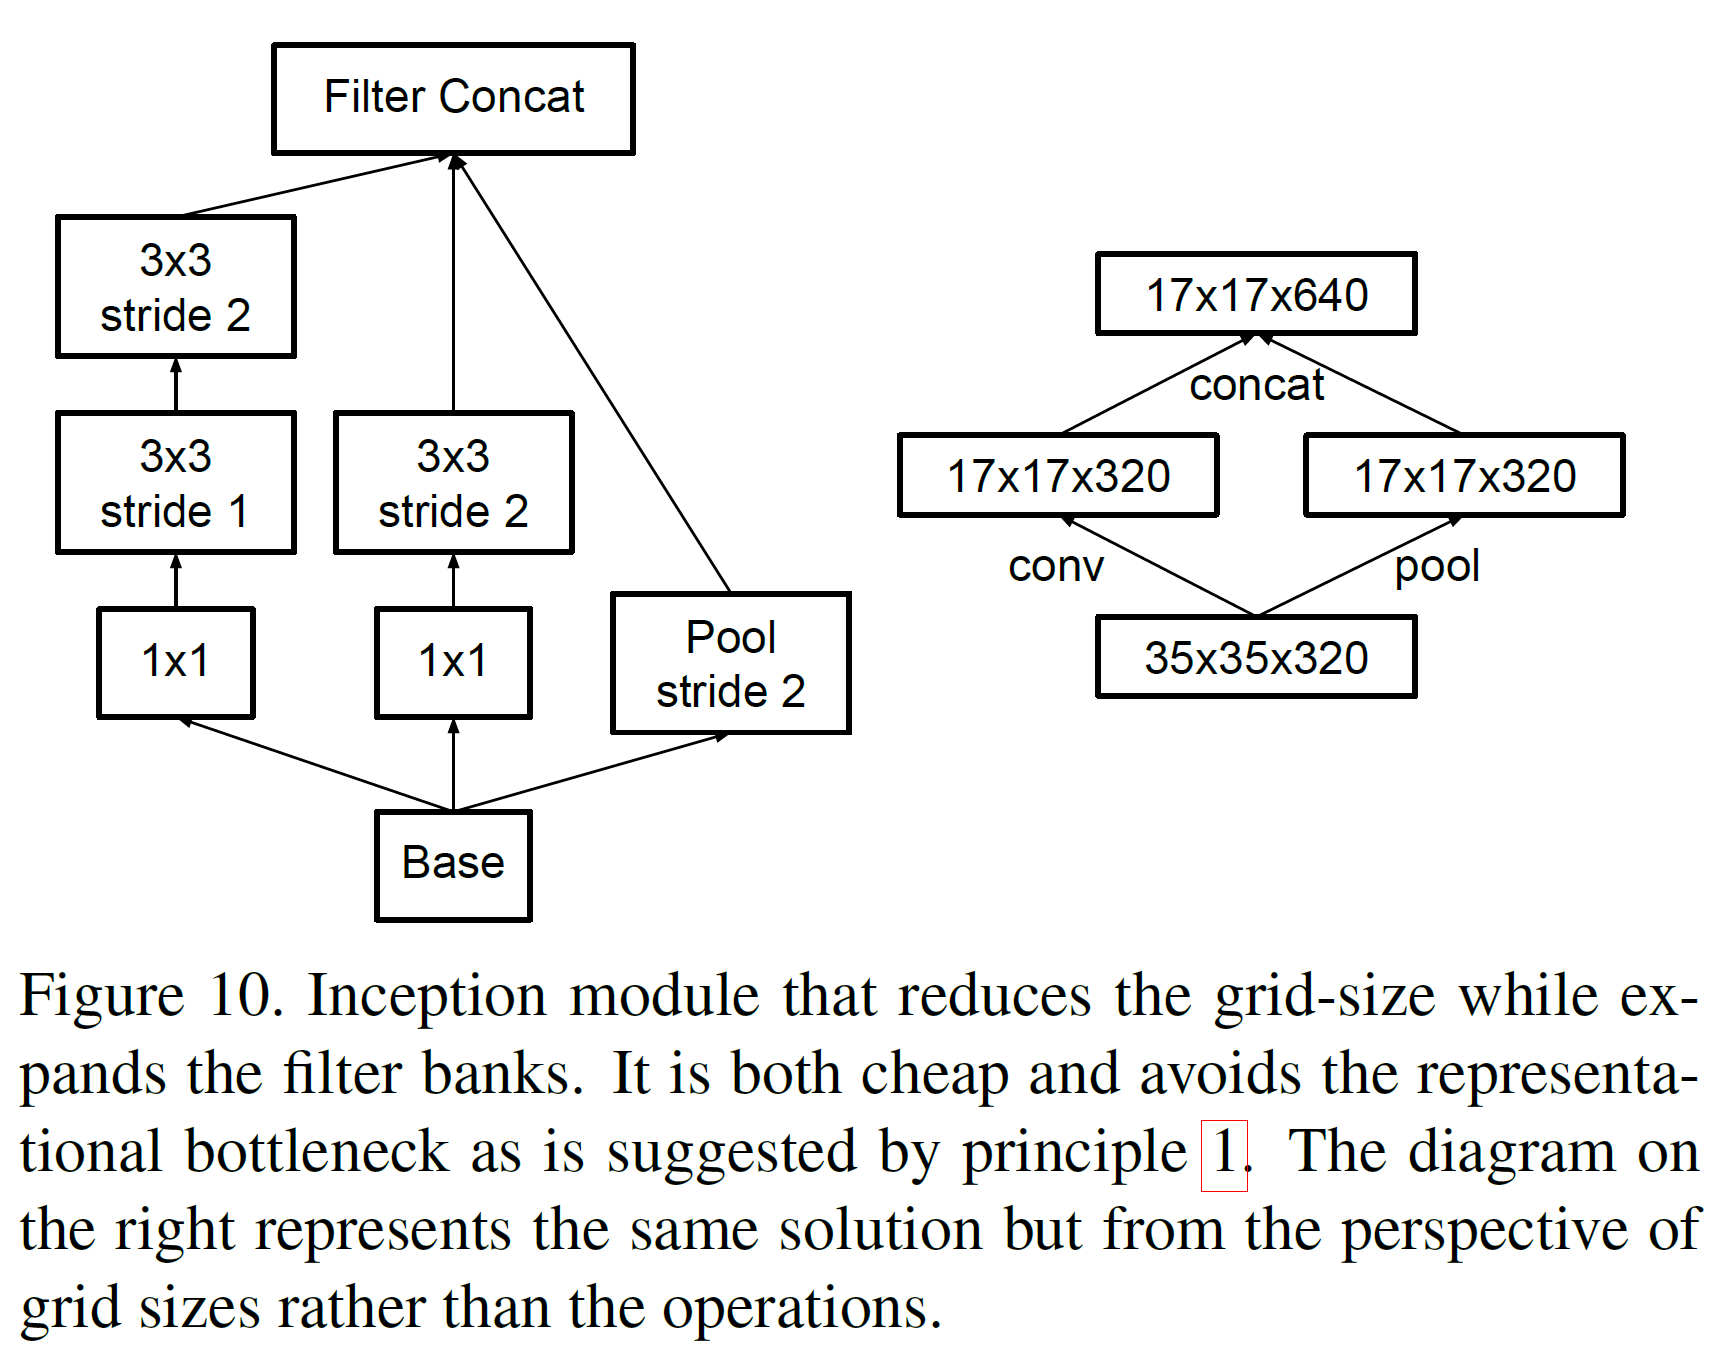 Filter Concat
3x3
stride 2
3x3
stride 1
3x3
stride 2
1x1
1x1
Pool
stride 2
Base
17x17x640
concat
17x17x320
17x17x320
conv
pool
35x35x320
Figure 10. Inception module that reduces the grid-size while ex-
pands the filter banks. It is both cheap and avoids the representa-
tional bottleneck as is suggested by principle 1. The diagram on
the right represents the same solution but from the perspective of
grid sizes rather than the operations.